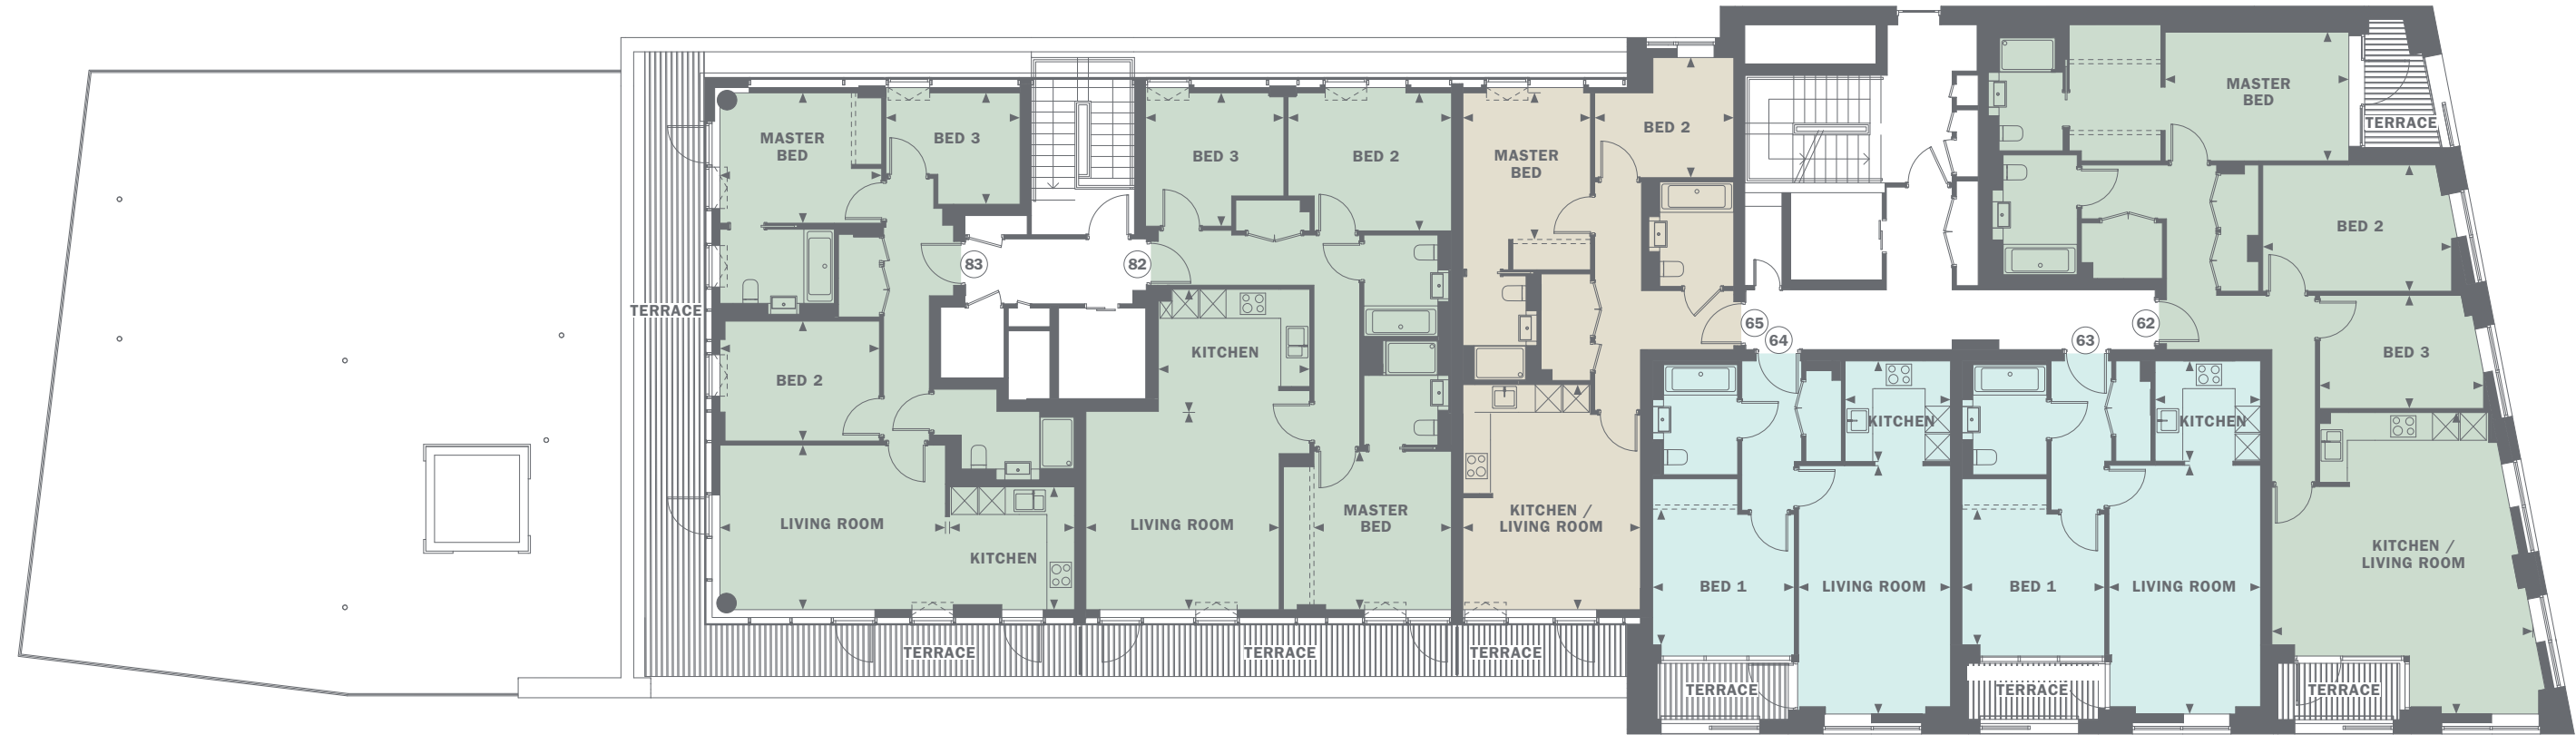 MASTER
BED
BED 3
BED 3
BED 2
MASTER
BED
BED 2
MASTER
BED
TERRACE
BED 2
83
82
TERRACE
65
64
63
62
BED 2
KITCHEN
BED 3
KITCHEN
KITCHEN
LIVING ROOM
KITCHEN
LIVING ROOM
MASTER
BED
KITCHEN /
LIVING ROOM
KITCHEN /
LIVING ROOM
BED 1
LIVING ROOM
BED 1
LIVING ROOM
TERRACE
TERRACE
TERRACE
TERRACE
TERRACE
TERRACE